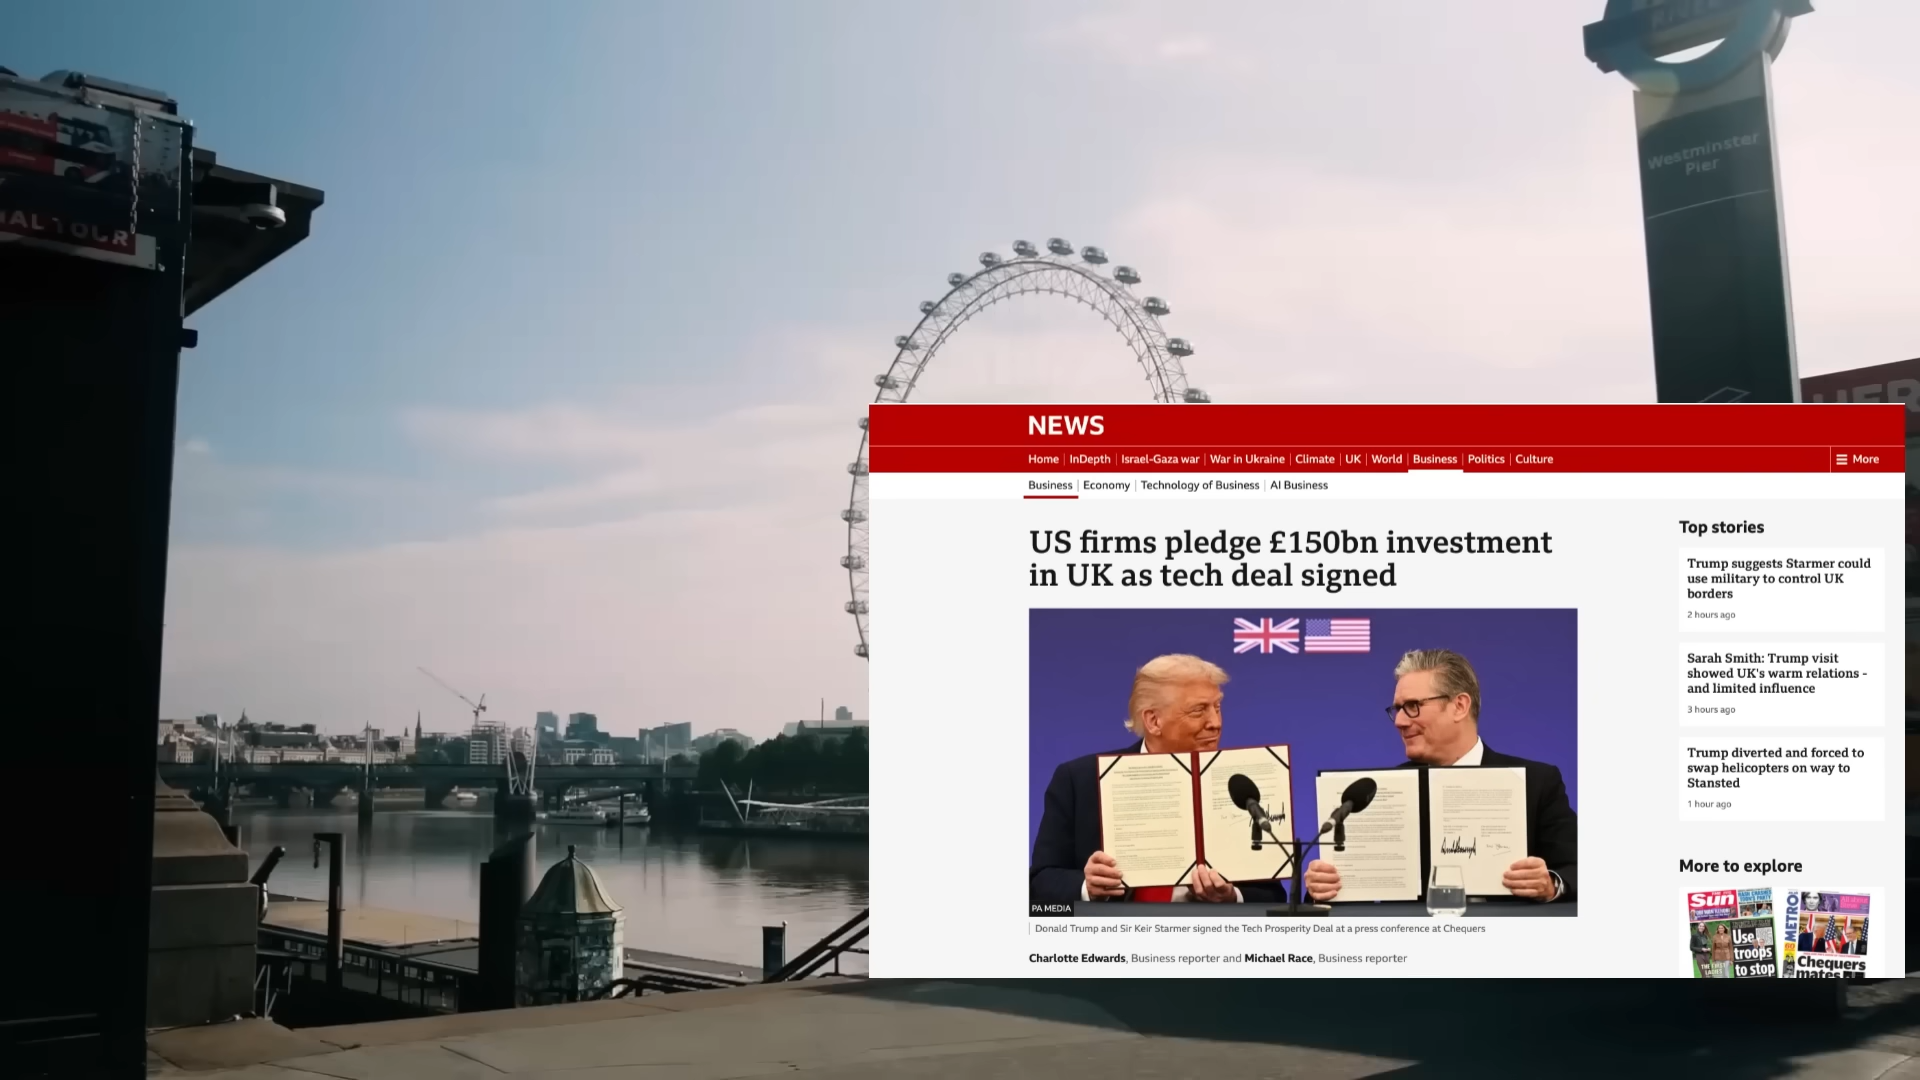 TOUR
Westminster
Pier
NEWS
Home InDepth Israel-Gaza war War in Ukraine Climate UK World Business Politics Culture
More
Business Economy Technology of Business AI Business
US firms pledge £150bn investment
in UK as tech deal signed
PA MEDIA
Donald Trump and Sir Keir Starmer signed the Tech Prosperity Deal at a press conference at Chequers
Charlotte Edwards, Business reporter and Michael Race, Business reporter
Top stories
Trump suggests Starmer could
use military to control UK
borders
2 hours ago
Sarah Smith: Trump visit
showed UK's warm relations -
and limited influence
3 hours ago
Trump diverted and forced to
swap helicopters on way to
Stansted
1 hour ago
More to explore
Sun
Use
troops
to stop
METRO
Chequers
mates